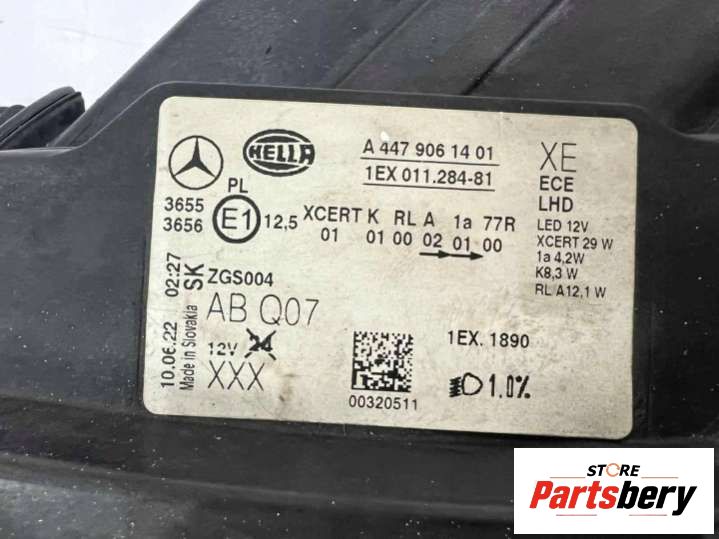 HELLA
A 447 906 14 01
1EX 011.284-81
XE
ECE
LHD
PL
3655
3656
E1
12,5
XCERT K RL A 1a 77R
01 01 00 02 01 00
LED 12V
XCERT 29 W
1a 4,2W
K8,3 W
RL A12,1 W
10.06.22 02:27
Made in Slovakia SK
ZGS004
AB Q07
12V 24
XXX
00320511
1EX. 1890
1.0%
STORE
Partsbery